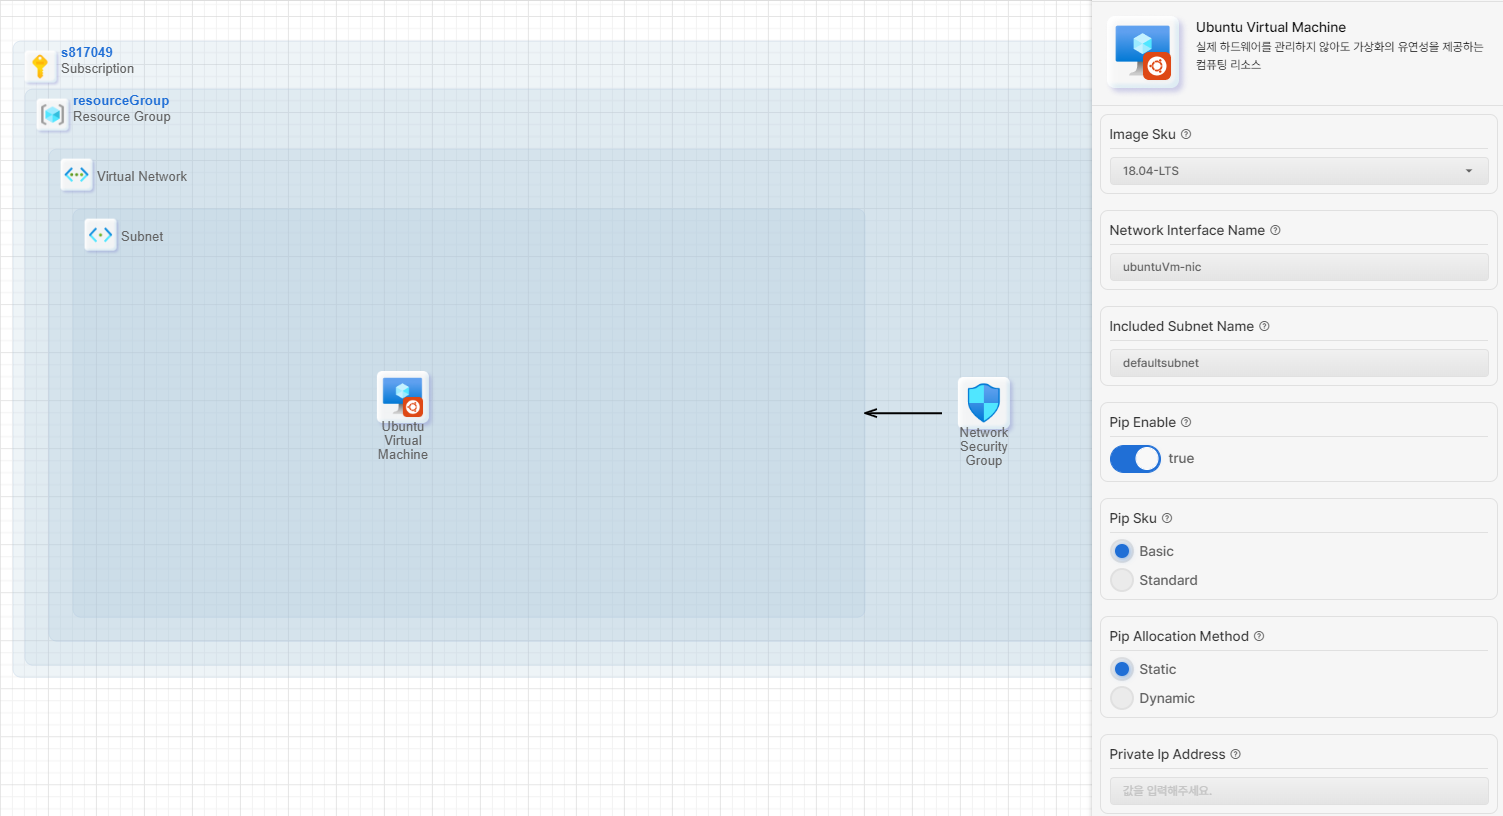 s817049
Subscription
resourceGroup
Resource Group
Virtual Network
Subnet
Ubuntu
Virtual
Machine
Network
Security
Group
Ubuntu Virtual Machine
실제 하드웨어를 관리하지 않아도 가상화의 유연성을 제공하는
컴퓨팅 리소스
Image Sku
18.04-LTS
Network Interface Name
ubuntuVm-nic
Included Subnet Name
defaultsubnet
Pip Enable
true
Pip Sku
Basic
Standard
Pip Allocation Method
Static
Dynamic
Private Ip Address
값을 입력해주세요.